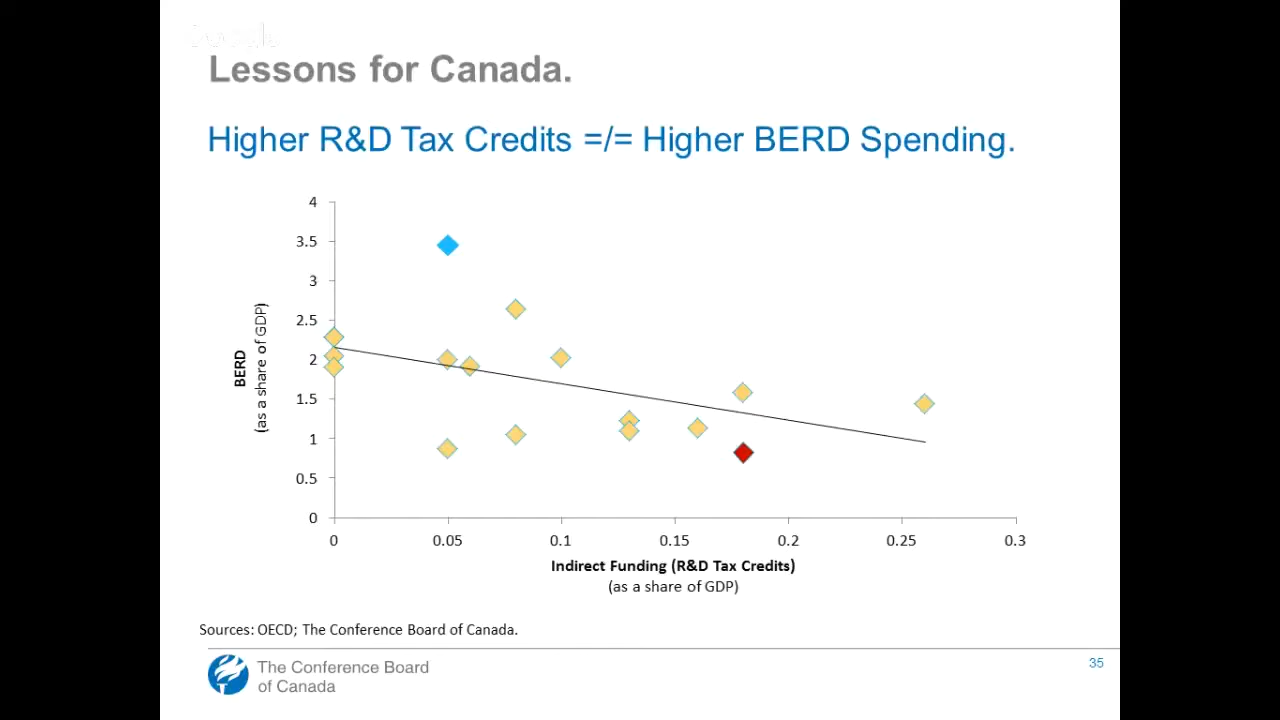 Lessons for Canada.
Higher R&D Tax Credits =/= Higher BERD Spending.
4
3.5
3
2.5
2
1.5
1
0.5
0
BERD
(as a share of GDP)
0 0.05 0.1 0.15 0.2 0.25 0.3
Indirect Funding (R&D Tax Credits)
(as a share of GDP)
Sources: OECD; The Conference Board of Canada.
The Conference Board
of Canada
35